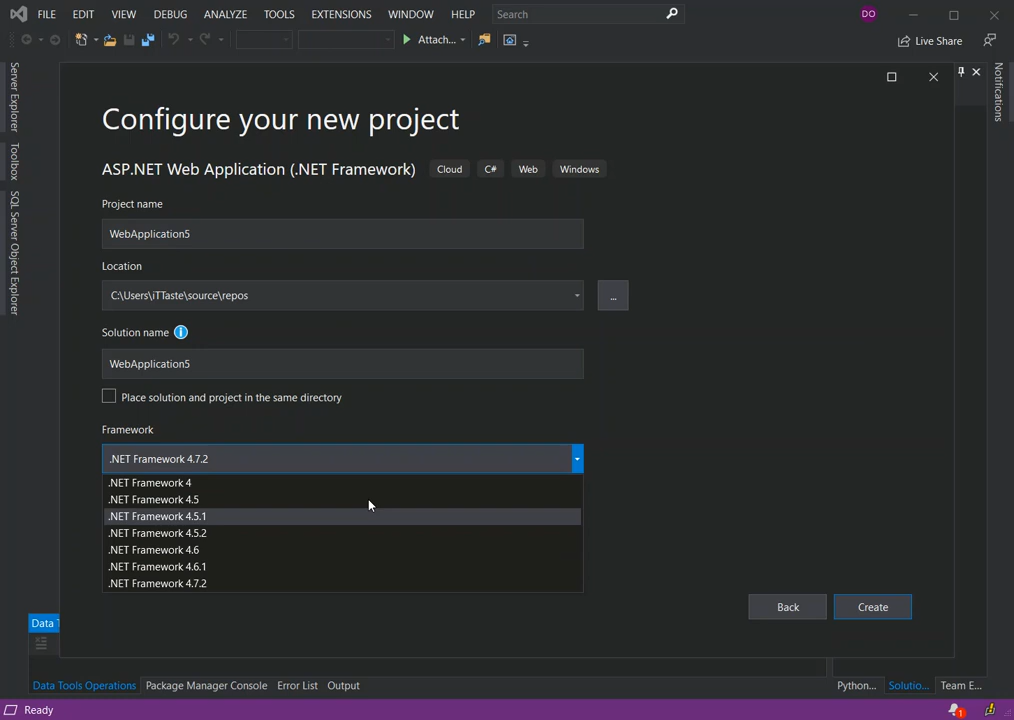 FILE EDIT VIEW DEBUG ANALYZE TOOLS EXTENSIONS WINDOW HELP Search DO
Attach... Live Share
Server Explorer
Toolbox
SQL Server Object Explorer
Notifications
Configure your new project
ASP.NET Web Application (.NET Framework) Cloud C# Web Windows
Project name
WebApplication5
Location
C:\Users\iTTaste\source\repos ...
Solution name
WebApplication5
Place solution and project in the same directory
Framework
.NET Framework 4.7.2
.NET Framework 4
.NET Framework 4.5
.NET Framework 4.5.1
.NET Framework 4.5.2
.NET Framework 4.6
.NET Framework 4.6.1
.NET Framework 4.7.2
Back Create
Data
Data Tools Operations Package Manager Console Error List Output Python... Solutio... Team E...
Ready 1